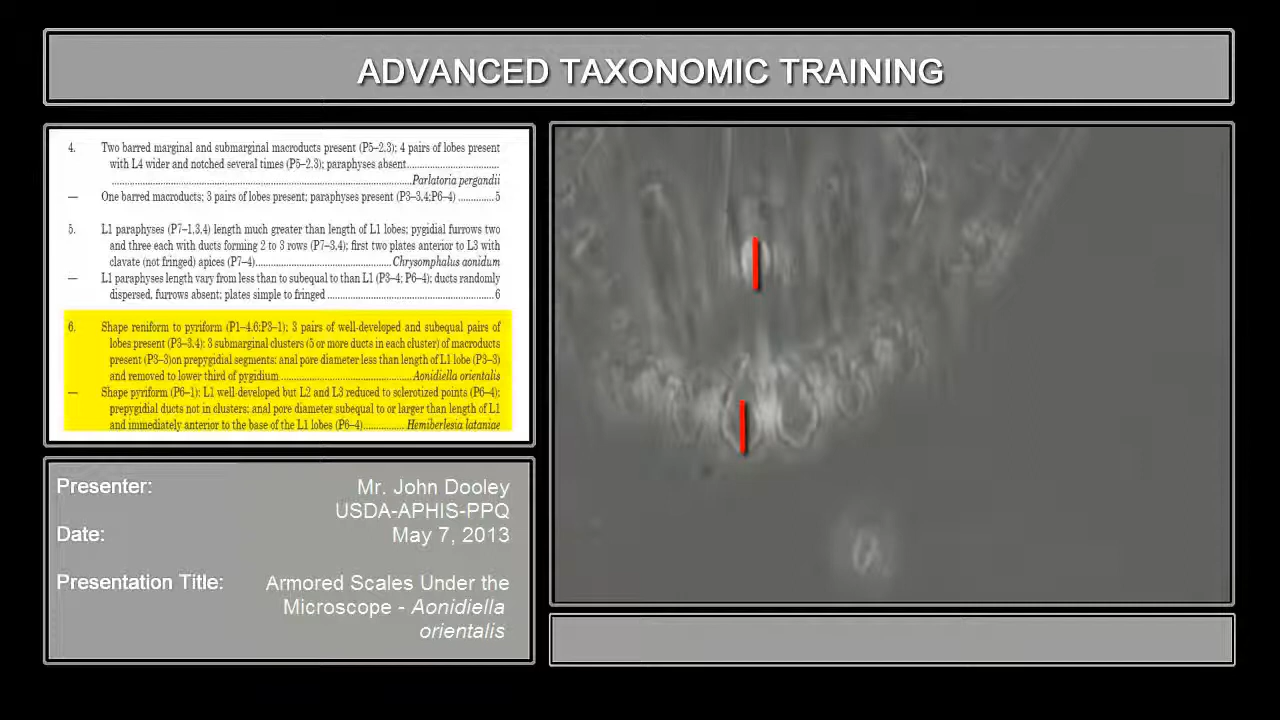 ADVANCED TAXONOMIC TRAINING
4. Two barred marginal and submarginal macroducts present (P5–2.3); 4 pairs of lobes present
with L4 wider and notched several times (P5–2.3); paraphyses absent..................................
........................................................................................................Parlatoria pergandii
— One barred macroducts; 3 pairs of lobes present; paraphyses present (P3–3,4;P6–4) .............. 5
5. L1 paraphyses (P7–1,3.4) length much greater than length of L1 lobes; pygidial furrows two
and three each with ducts forming 2 to 3 rows (P7–3.4); first two plates anterior to L3 with
clavate (not fringed) apices (P7–4)....................................................Chrysomphalus aonidum
— L1 paraphyses length vary from less than to subequal to than L1 (P3–4; P6–4); ducts randomly
dispersed, furrows absent; plates simple to fringed ............................................................. 6
6. Shape reniform to pyriform (P1–4.6;P3–1); 3 pairs of well-developed and subequal pairs of
lobes present (P3–3.4); 3 submarginal clusters (5 or more ducts in each cluster) of macroducts
present (P3–3)on prepygidial segments; anal pore diameter less than length of L1 lobe (P3–3)
and removed to lower third of pygidium ..................................................Aonidiella orientalis
— Shape pyriform (P6–1); L1 well-developed but L2 and L3 reduced to sclerotized points (P6–4);
prepygidial ducts not in clusters; anal pore diameter subequal to or larger than length of L1
and immediately anterior to the base of the L1 lobes (P6–4)............... Hemiberlesia lataniae
Presenter: Mr. John Dooley
USDA-APHIS-PPQ
Date: May 7, 2013
Presentation Title: Armored Scales Under the
Microscope - Aonidiella
orientalis